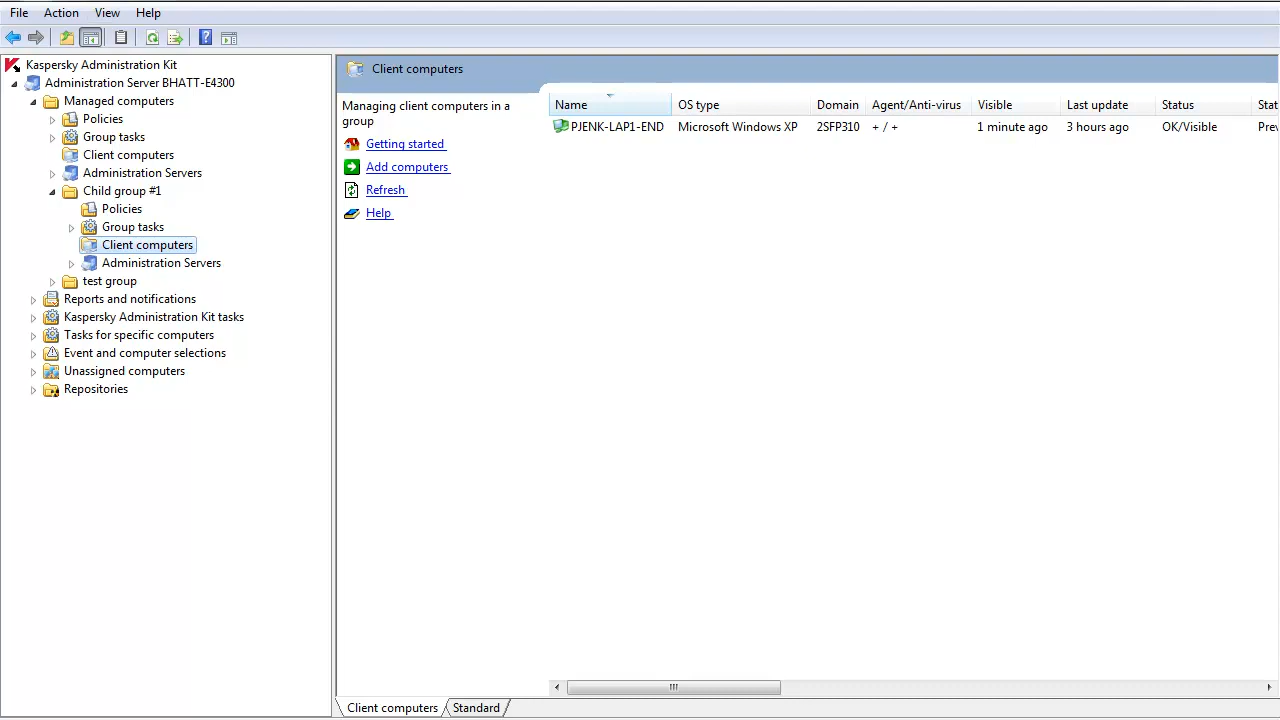 File Action View Help
Kaspersky Administration Kit
Administration Server BHATT-E4300
Managed computers
Policies
Group tasks
Client computers
Administration Servers
Child group #1
Policies
Group tasks
Client computers
Administration Servers
test group
Reports and notifications
Kaspersky Administration Kit tasks
Tasks for specific computers
Event and computer selections
Unassigned computers
Repositories
Client computers
Managing client computers in a
group
Getting started
Add computers
Refresh
Help
Name OS type Domain Agent/Anti-virus Visible Last update Status Stat
PJENK-LAP1-END Microsoft Windows XP 2SFP310 + / + 1 minute ago 3 hours ago OK/Visible
Client computers Standard